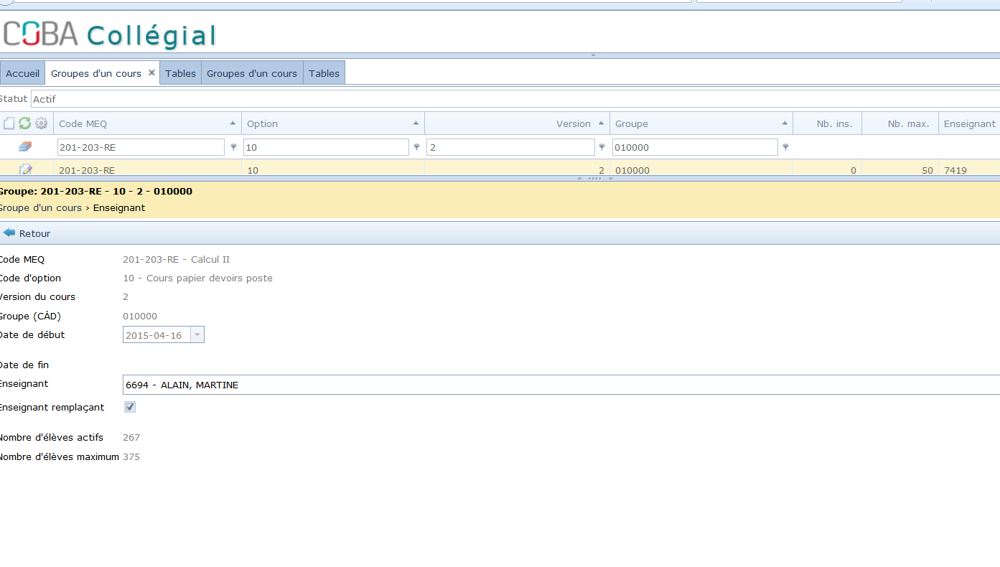 COBA Collégial
Accueil Groupes d'un cours Tables Groupes d'un cours Tables
Statut Actif
Code MEQ Option Version Groupe Nb. ins. Nb. max. Enseignant
201-203-RE 10 2 010000
201-203-RE 10 2 010000 0 50 7419
Groupe: 201-203-RE - 10 - 2 - 010000
Groupe d'un cours › Enseignant
Retour
Code MEQ 201-203-RE - Calcul II
Code d'option 10 - Cours papier devoirs poste
Version du cours 2
Groupe (CÀD) 010000
Date de début 2015-04-16
Date de fin
Enseignant 6694 - ALAIN, MARTINE
Enseignant remplaçant
Nombre d'élèves actifs 267
Nombre d'élèves maximum 375